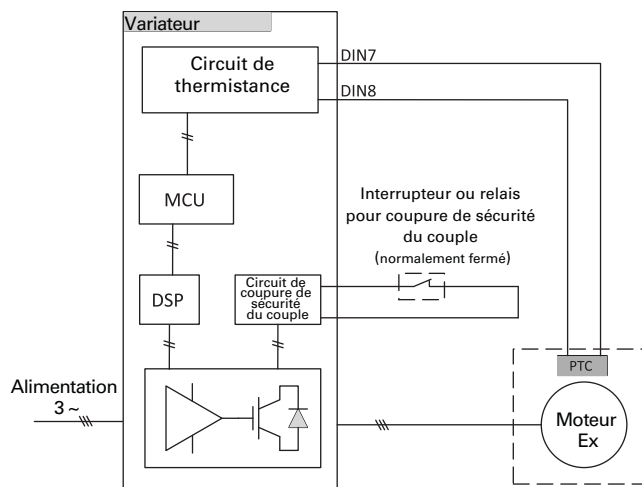 Variateur
Circuit de
thermistance
DIN7
DIN8
MCU
Interrupteur ou relais
pour coupure de sécurité
du couple
(normalement fermé)
DSP
Circuit de
coupure de
sécurité
du couple
PTC
Alimentation
3 ~
Moteur
Ex